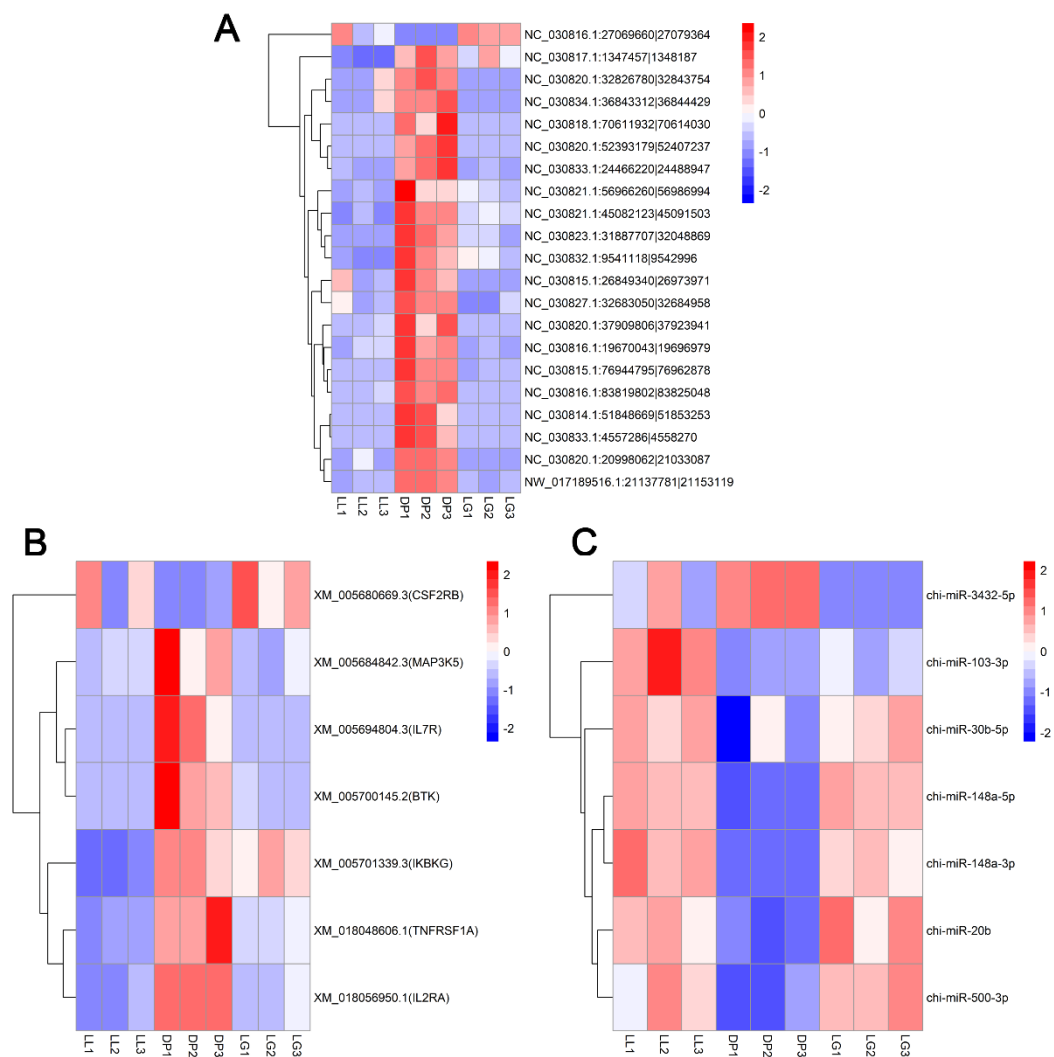 A
NC_030816.1:27069660|27079364
NC_030817.1:1347457|1348187
NC_030820.1:32826780|32843754
NC_030834.1:36843312|36844429
NC_030818.1:70611932|70614030
NC_030820.1:52393179|52407237
NC_030833.1:24466220|24488947
NC_030821.1:56966260|56986994
NC_030821.1:45082123|45091503
NC_030823.1:31887707|32048869
NC_030832.1:9541118|9542996
NC_030815.1:26849340|26973971
NC_030827.1:32683050|32684958
NC_030820.1:37909806|37923941
NC_030816.1:19670043|19696979
NC_030815.1:76944795|76962878
NC_030816.1:83819802|83825048
NC_030814.1:51848669|51853253
NC_030833.1:4557286|4558270
NC_030820.1:20998062|21033087
NW_017189516.1:21137781|21153119
2
1
0
-1
-2
LL1 LL2 LL3 DP1 DP2 DP3 LG1 LG2 LG3
B
XM_005680669.3(CSF2RB)
XM_005684842.3(MAP3K5)
XM_005694804.3(IL7R)
XM_005700145.2(BTK)
XM_005701339.3(IKBKG)
XM_018048606.1(TNFRSF1A)
XM_018056950.1(IL2RA)
2
1
0
-1
-2
LL1 LL2 LL3 DP1 DP2 DP3 LG1 LG2 LG3
C
chi-miR-3432-5p
chi-miR-103-3p
chi-miR-30b-5p
chi-miR-148a-5p
chi-miR-148a-3p
chi-miR-20b
chi-miR-500-3p
2
1
0
-1
-2
LL1 LL2 LL3 DP1 DP2 DP3 LG1 LG2 LG3